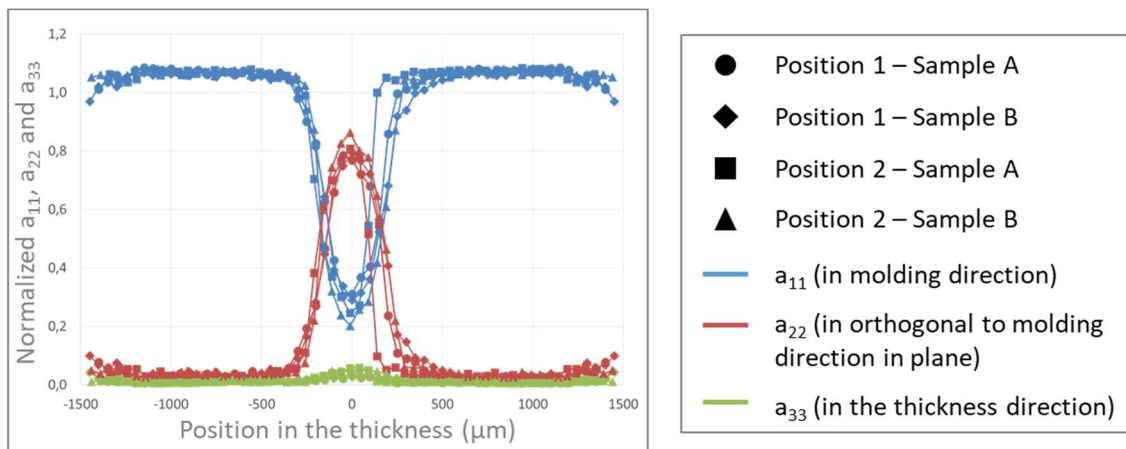 Normalized a₁₁, a₂₂ and a₃₃
1,2
1,0
0,8
0,6
0,4
0,2
0,0
-1500 -1000 -500 0 500 1000 1500
Position in the thickness (µm)
Position 1 – Sample A
Position 1 – Sample B
Position 2 – Sample A
Position 2 – Sample B
a₁₁ (in molding direction)
a₂₂ (in orthogonal to molding
direction in plane)
a₃₃ (in the thickness direction)